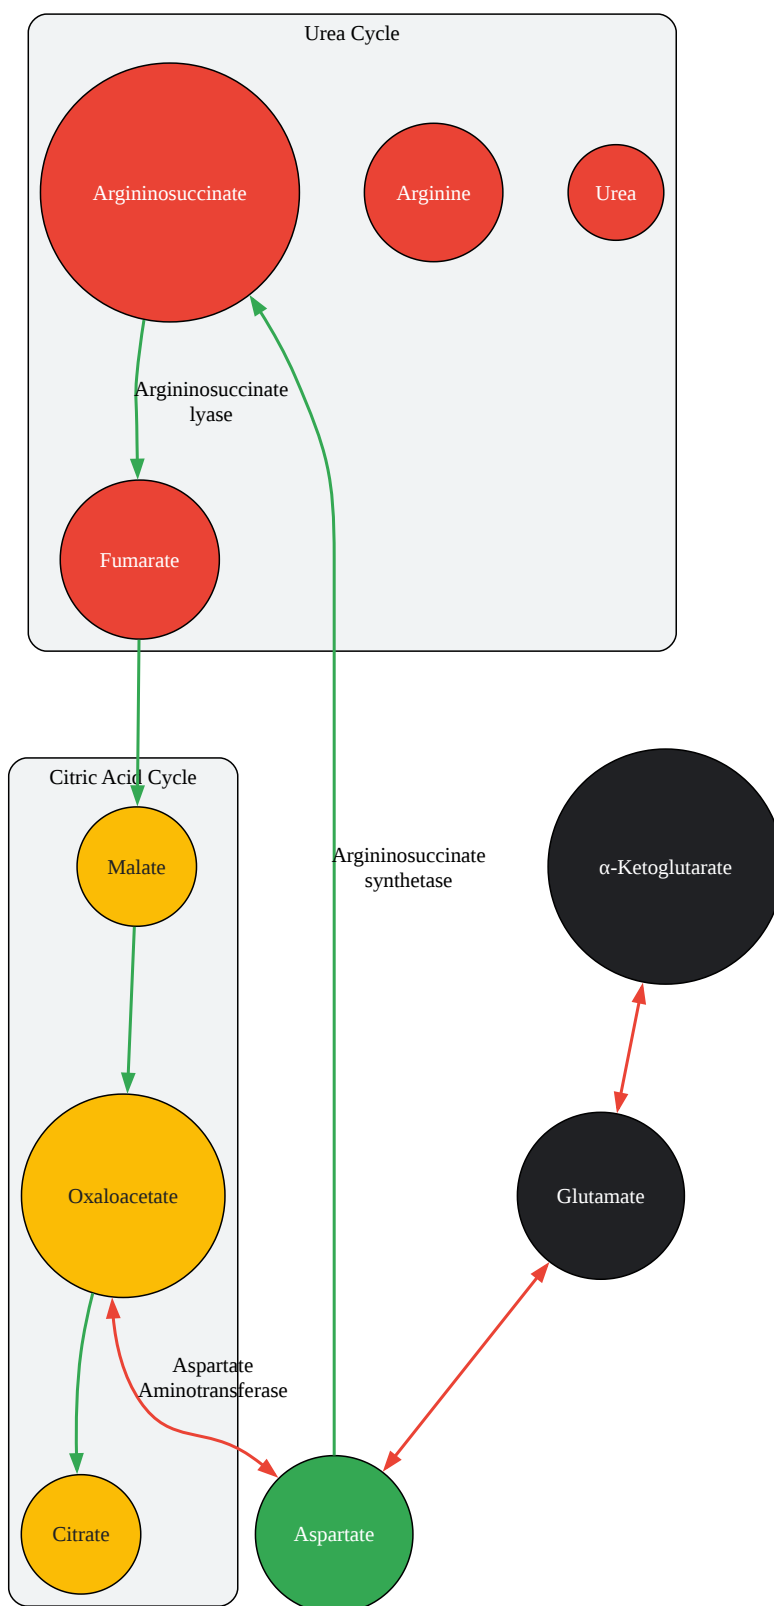 Urea Cycle
Argininosuccinate
Arginine
Urea
Argininosuccinate
lyase
Fumarate
Citric Acid Cycle
Malate
Argininosuccinate
synthetase
α-Ketoglutarate
Oxaloacetate
Glutamate
Aspartate
Aminotransferase
Citrate
Aspartate